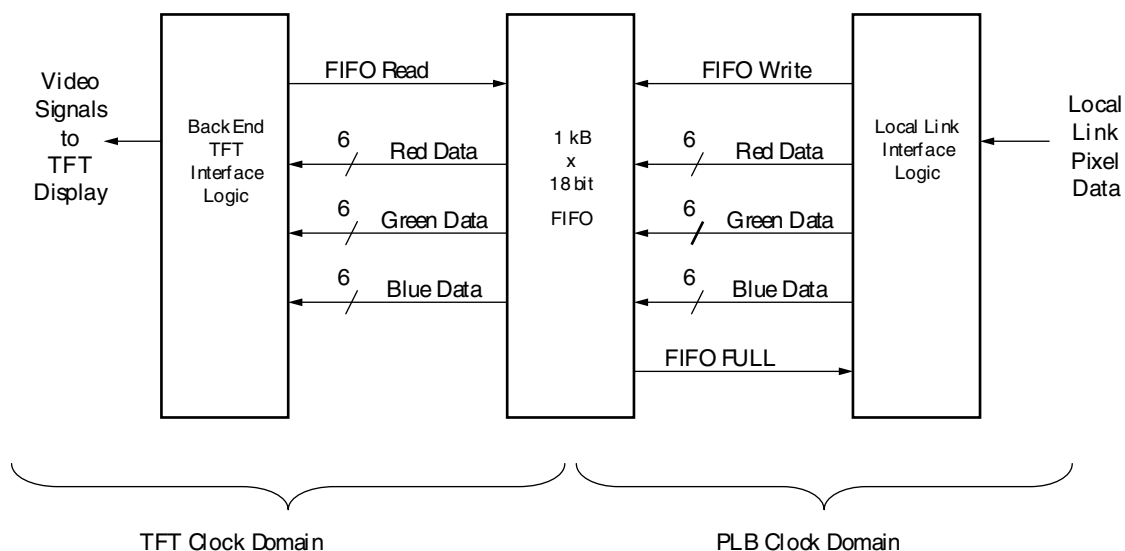 Video
Signals
to
TFT
Display
Back End
TFT
Interface
Logic
FIFO Read
6
Red Data
6
Green Data
6
Blue Data
1 kB
x
18 bit
FIFO
FIFO Write
6
Red Data
6
Green Data
6
Blue Data
FIFO FULL
Local Link
Interface
Logic
Local
Link
Pixel
Data
TFT Clock Domain
PLB Clock Domain